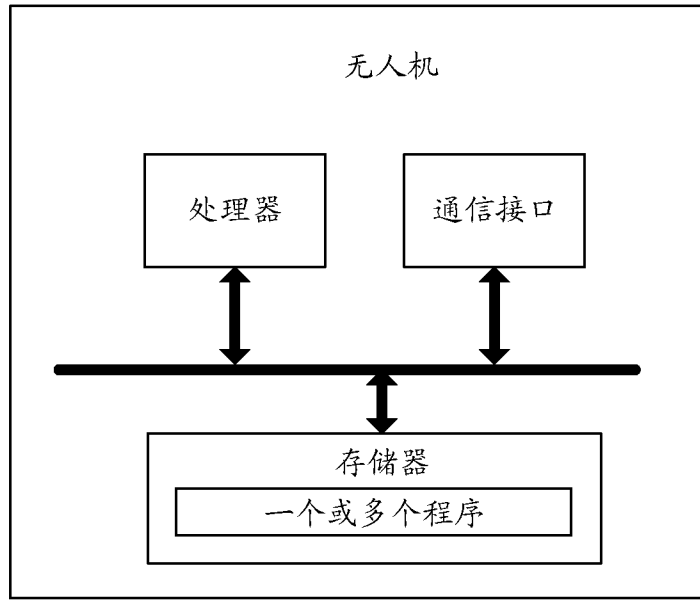 无人机
处理器
通信接口
存储器
一个或多个程序